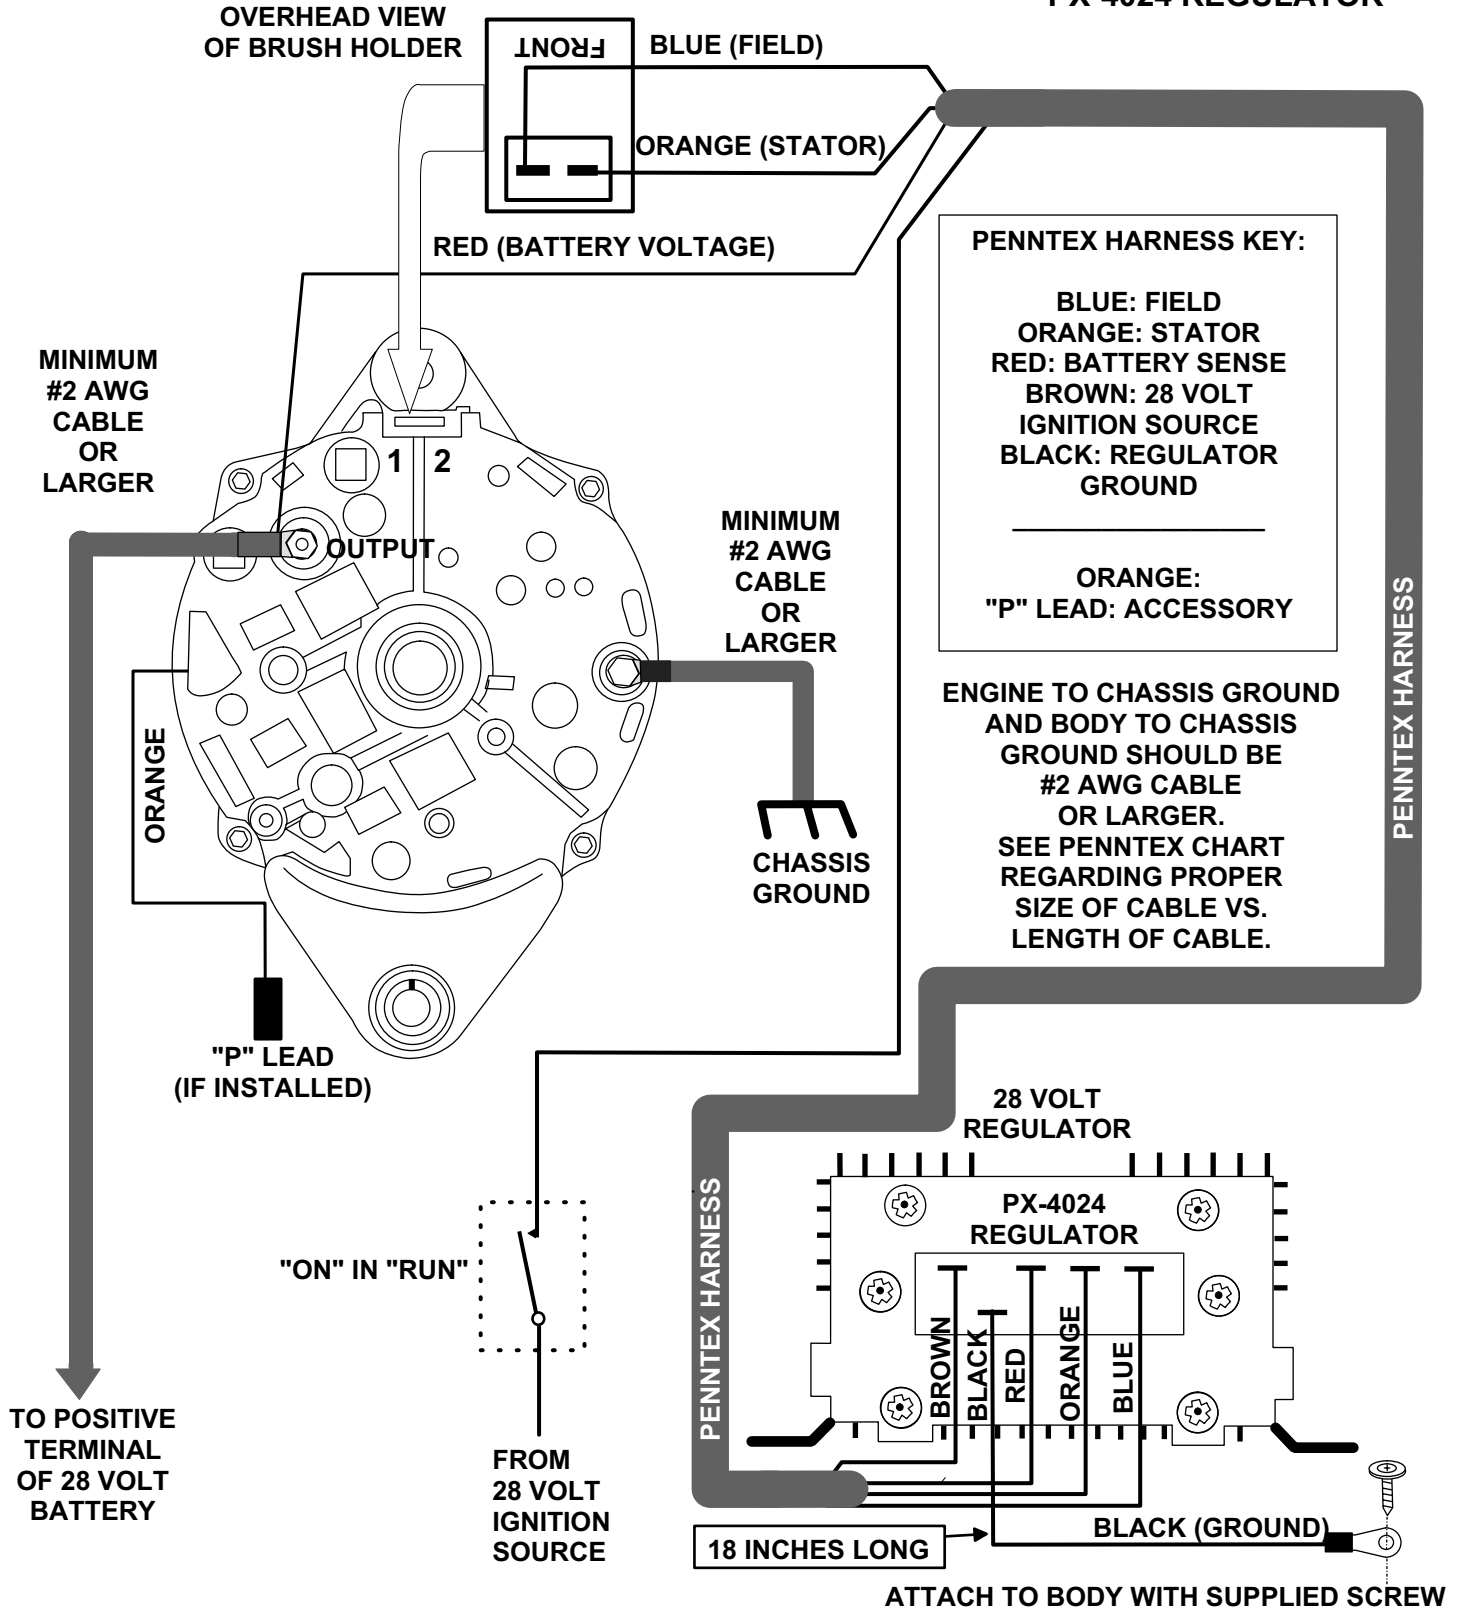 PX-4024 REGULATOR
OVERHEAD VIEW
OF BRUSH HOLDER
FRONT
BLUE (FIELD)
ORANGE (STATOR)
RED (BATTERY VOLTAGE)
PENNTEX HARNESS KEY:
BLUE: FIELD
ORANGE: STATOR
RED: BATTERY SENSE
BROWN: 28 VOLT
IGNITION SOURCE
BLACK: REGULATOR
GROUND
ORANGE:
"P" LEAD: ACCESSORY
MINIMUM
#2 AWG
CABLE
OR
LARGER
1 2
OUTPUT
MINIMUM
#2 AWG
CABLE
OR
LARGER
PENNTEX HARNESS
ENGINE TO CHASSIS GROUND
AND BODY TO CHASSIS
GROUND SHOULD BE
#2 AWG CABLE
OR LARGER.
SEE PENNTEX CHART
REGARDING PROPER
SIZE OF CABLE VS.
LENGTH OF CABLE.
ORANGE
CHASSIS
GROUND
"P" LEAD
(IF INSTALLED)
28 VOLT
REGULATOR
PX-4024
REGULATOR
PENNTEX HARNESS
"ON" IN "RUN"
BROWN
BLACK
RED
ORANGE
BLUE
TO POSITIVE
TERMINAL
OF 28 VOLT
BATTERY
FROM
28 VOLT
IGNITION
SOURCE
18 INCHES LONG
BLACK (GROUND)
ATTACH TO BODY WITH SUPPLIED SCREW